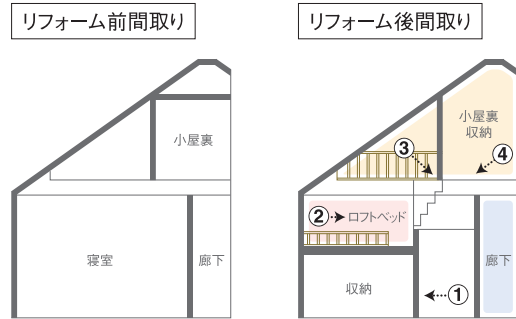 リフォーム前間取り
リフォーム後間取り
小屋裏
寝室
廊下
小屋裏
収納
③
④
②
ロフトベッド
廊下
収納
①